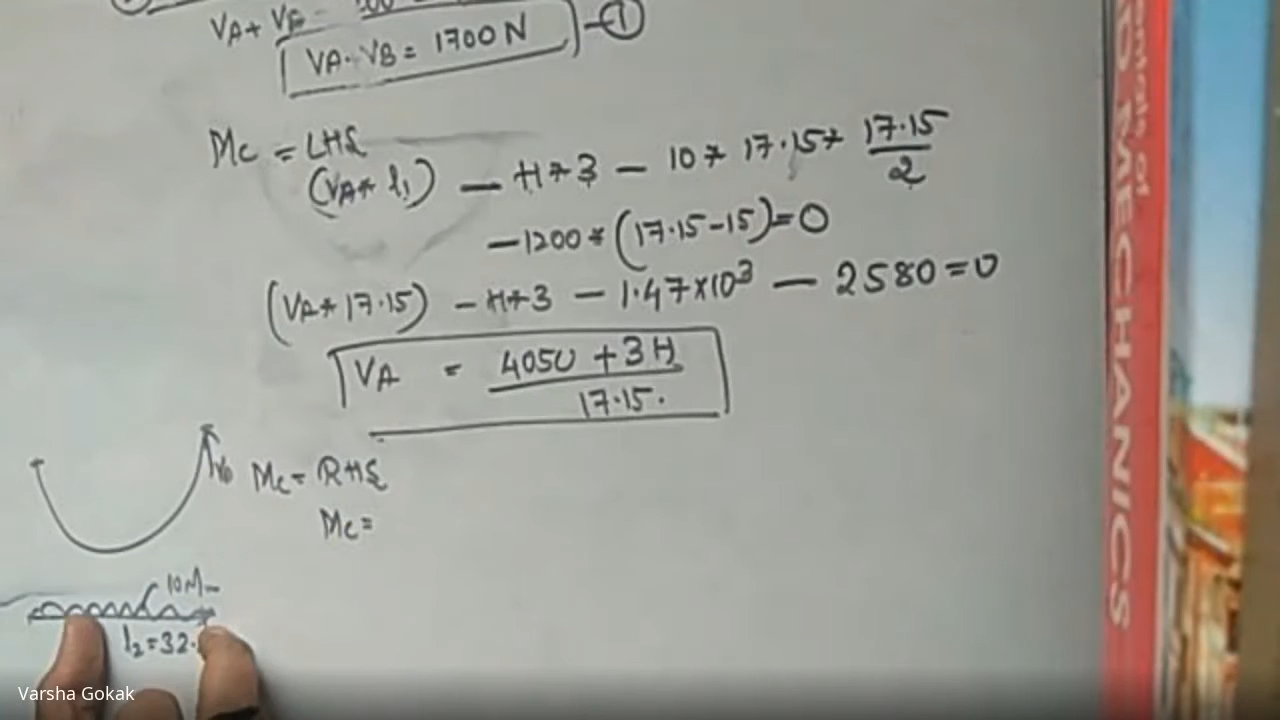 VA+ VB =
VA- VB = 1700 N — ①
Mc = LHS
(VA* l₁) — H*3 — 10* 17.15* 17.15/2
—1200*(17.15-15)=0
(VA*17.15) - H*3 — 1.47×10³ — 2580=0
VA = 4050 +3H / 17.15.
Mc= RHS
Mc=
l₂=32.
MECHANICS
Varsha Gokak